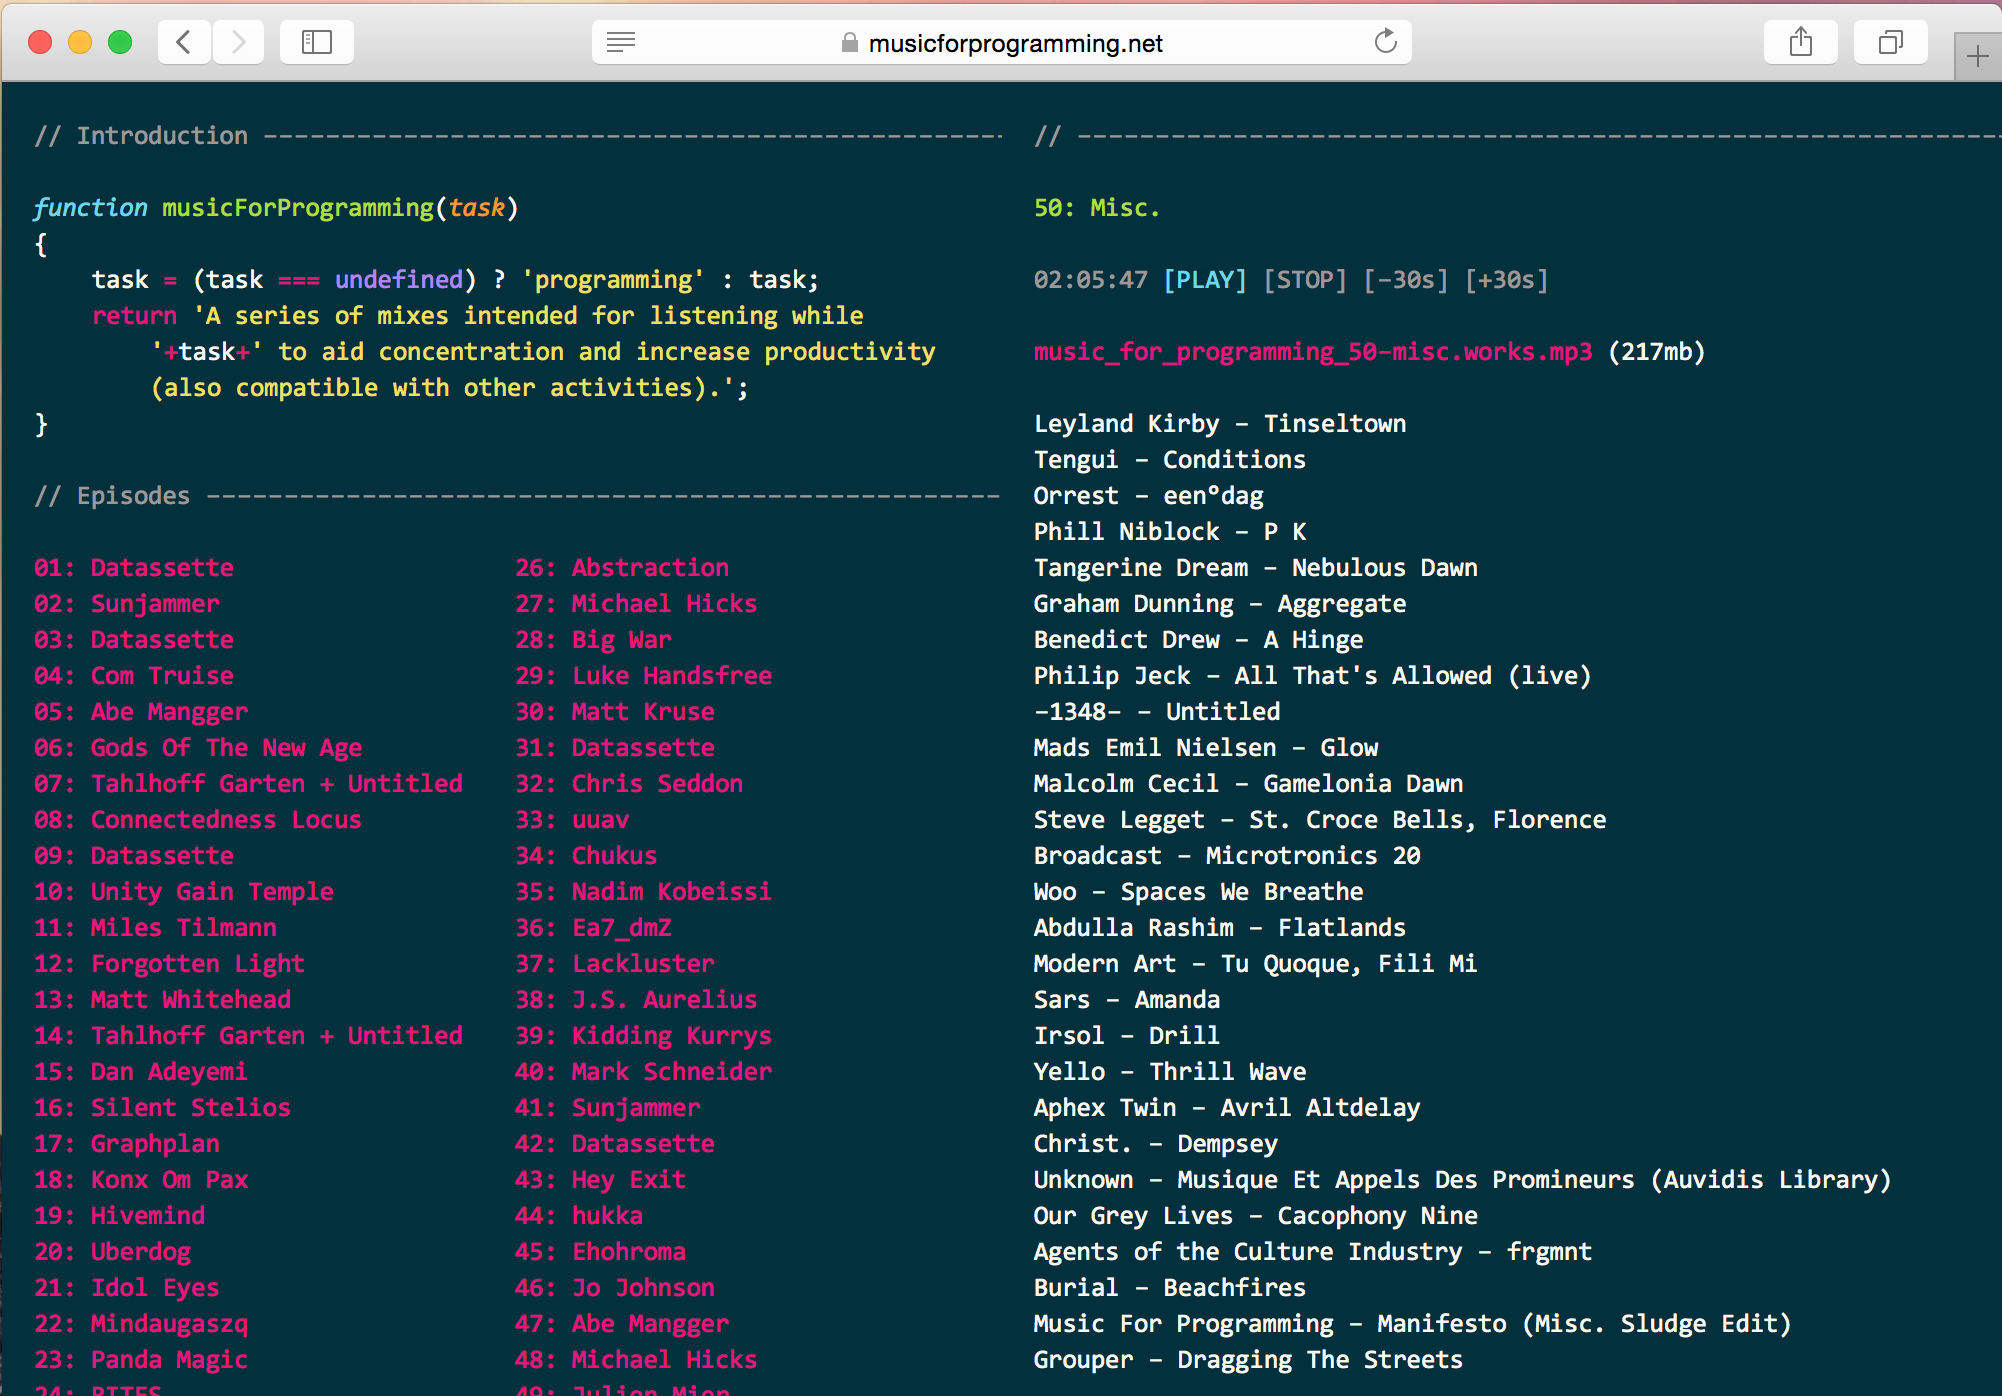 musicforprogramming.net
// Introduction ----------------------------------------------------
function musicForProgramming(task)
{
task = (task === undefined) ? 'programming' : task;
return 'A series of mixes intended for listening while
'+task+' to aid concentration and increase productivity
(also compatible with other activities).';
}
// Episodes --------------------------------------------------------
01: Datassette
02: Sunjammer
03: Datassette
04: Com Truise
05: Abe Mangger
06: Gods Of The New Age
07: Tahlhoff Garten + Untitled
08: Connectedness Locus
09: Datassette
10: Unity Gain Temple
11: Miles Tilmann
12: Forgotten Light
13: Matt Whitehead
14: Tahlhoff Garten + Untitled
15: Dan Adeyemi
16: Silent Stelios
17: Graphplan
18: Konx Om Pax
19: Hivemind
20: Uberdog
21: Idol Eyes
22: Mindaugaszq
23: Panda Magic
24: BITES
26: Abstraction
27: Michael Hicks
28: Big War
29: Luke Handsfree
30: Matt Kruse
31: Datassette
32: Chris Seddon
33: uuav
34: Chukus
35: Nadim Kobeissi
36: Ea7_dmZ
37: Lackluster
38: J.S. Aurelius
39: Kidding Kurrys
40: Mark Schneider
41: Sunjammer
42: Datassette
43: Hey Exit
44: hukka
45: Ehohroma
46: Jo Johnson
47: Abe Mangger
48: Michael Hicks
49: Julien Mier
// ----------------------------------------------------------------
50: Misc.
02:05:47 [PLAY] [STOP] [-30s] [+30s]
music_for_programming_50-misc.works.mp3 (217mb)
Leyland Kirby - Tinseltown
Tengui - Conditions
Orrest - een°dag
Phill Niblock - P K
Tangerine Dream - Nebulous Dawn
Graham Dunning - Aggregate
Benedict Drew - A Hinge
Philip Jeck - All That's Allowed (live)
-1348- - Untitled
Mads Emil Nielsen - Glow
Malcolm Cecil - Gamelonia Dawn
Steve Legget - St. Croce Bells, Florence
Broadcast - Microtronics 20
Woo - Spaces We Breathe
Abdulla Rashim - Flatlands
Modern Art - Tu Quoque, Fili Mi
Sars - Amanda
Irsol - Drill
Yello - Thrill Wave
Aphex Twin - Avril Altdelay
Christ. - Dempsey
Unknown - Musique Et Appels Des Promineurs (Auvidis Library)
Our Grey Lives - Cacophony Nine
Agents of the Culture Industry - frgmnt
Burial - Beachfires
Music For Programming - Manifesto (Misc. Sludge Edit)
Grouper - Dragging The Streets